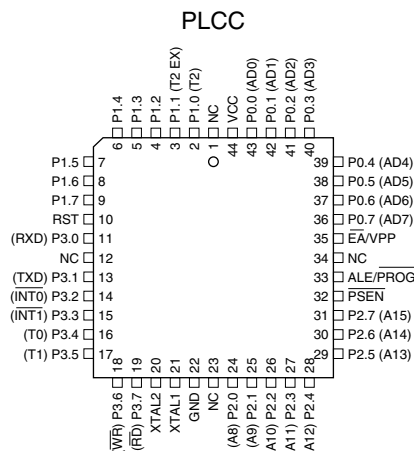 PLCC
P1.4
P1.3
P1.2
P1.1 (T2 EX)
P1.0 (T2)
NC
VCC
P0.0 (AD0)
P0.1 (AD1)
P0.2 (AD2)
P0.3 (AD3)
6 5 4 3 2 1 44 43 42 41 40
P1.5 7 39 P0.4 (AD4)
P1.6 8 38 P0.5 (AD5)
P1.7 9 37 P0.6 (AD6)
RST 10 36 P0.7 (AD7)
(RXD) P3.0 11 35 EA/VPP
NC 12 34 NC
(TXD) P3.1 13 33 ALE/PROG
(INT0) P3.2 14 32 PSEN
(INT1) P3.3 15 31 P2.7 (A15)
(T0) P3.4 16 30 P2.6 (A14)
(T1) P3.5 17 29 P2.5 (A13)
18 19 20 21 22 23 24 25 26 27 28
(WR) P3.6
(RD) P3.7
XTAL2
XTAL1
GND
NC
(A8) P2.0
(A9) P2.1
A10) P2.2
A11) P2.3
A12) P2.4